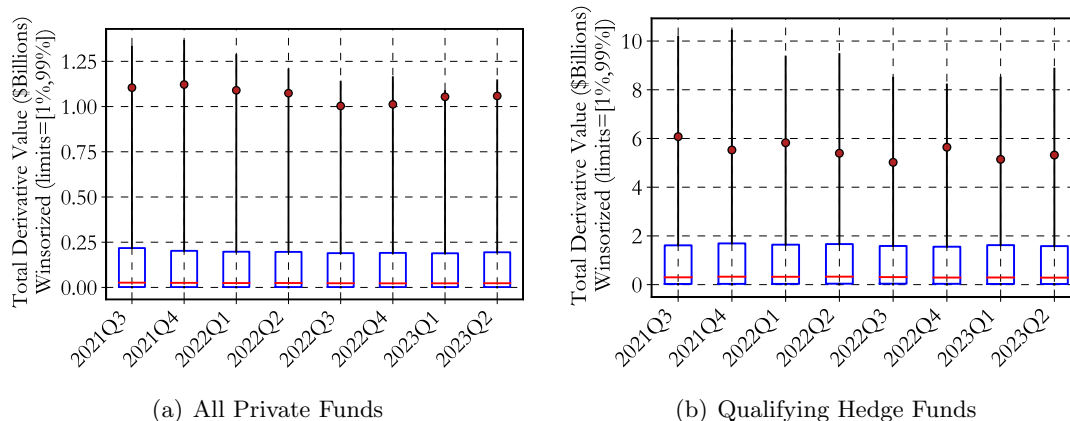 Total Derivative Value ($Billions)
Winsorized (limits=[1%,99%])
1.25
1.00
0.75
0.50
0.25
0.00
2021Q3
2021Q4
2022Q1
2022Q2
2022Q3
2022Q4
2023Q1
2023Q2
(a) All Private Funds
Total Derivative Value ($Billions)
Winsorized (limits=[1%,99%])
10
8
6
4
2
0
2021Q3
2021Q4
2022Q1
2022Q2
2022Q3
2022Q4
2023Q1
2023Q2
(b) Qualifying Hedge Funds